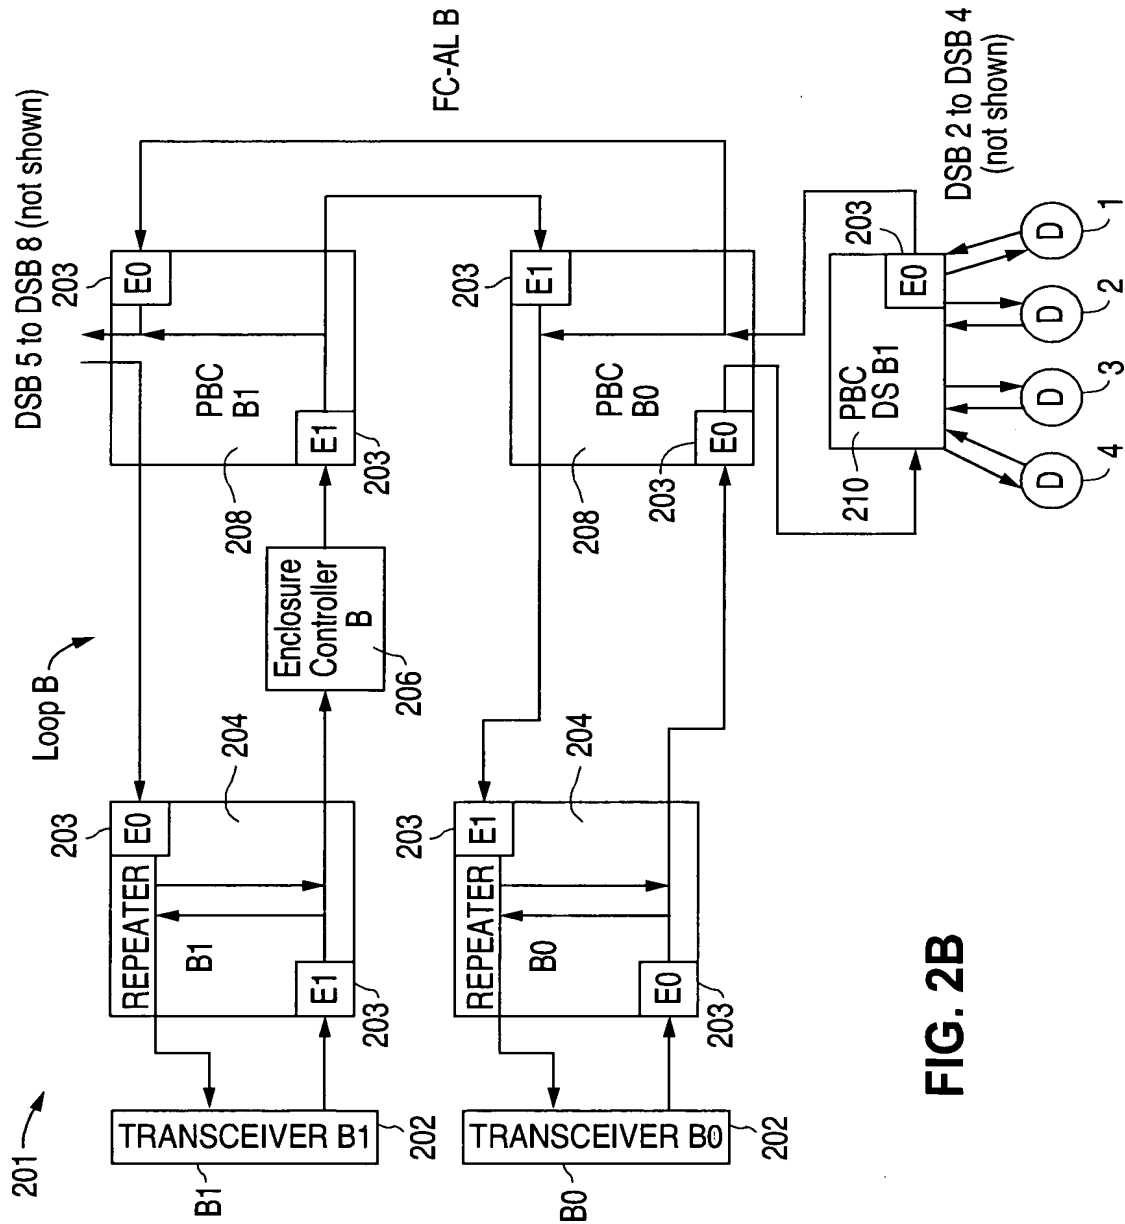 201
Loop B
DSB 5 to DSB 8 (not shown)
FC-AL B
B1
TRANSCEIVER B1
202
REPEATER
B1
E0
203
E1
203
204
Enclosure
Controller
B
206
PBC
B1
208
E0
203
E1
203
B0
TRANSCEIVER B0
202
REPEATER
B0
E1
203
E0
203
204
PBC
B0
208
E1
203
E0
203
PBC
DS B1
210
E0
203
DSB 2 to DSB 4
(not shown)
D
4
D
3
D
2
D
1
FIG. 2B